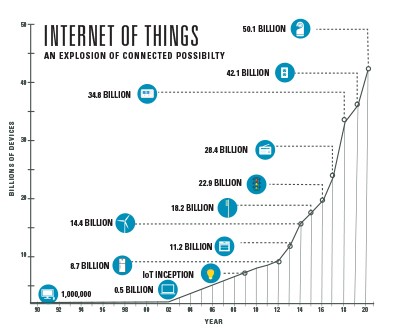 INTERNET OF THINGS
AN EXPLOSION OF CONNECTED POSSIBILTY
50.1 BILLION
42.1 BILLION
34.8 BILLION
28.4 BILLION
22.9 BILLION
18.2 BILLION
14.4 BILLION
11.2 BILLION
8.7 BILLION
IoT INCEPTION
0.5 BILLION
1,000,000
BILLIONS OF DEVICES
50
40
30
20
10
90 92 94 96 98 00 02 04 06 08 10 12 14 16 18 20
YEAR